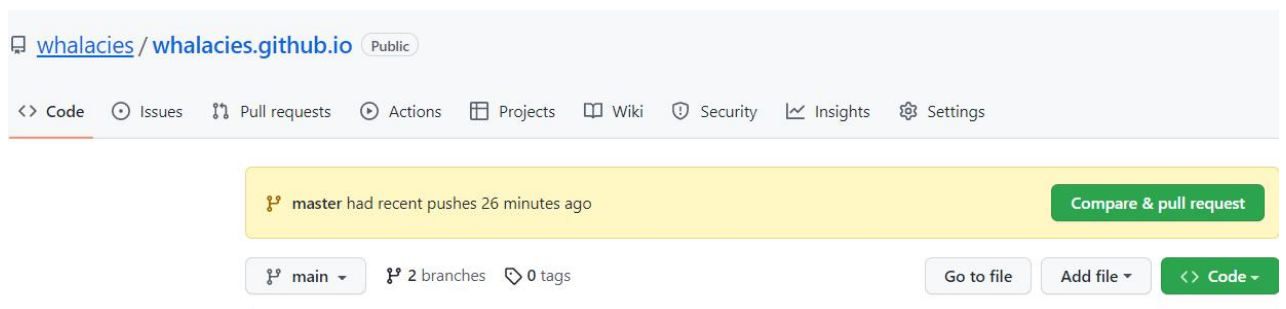 whalacies / whalacies.github.io Public
Code Issues Pull requests Actions Projects Wiki Security Insights Settings
master had recent pushes 26 minutes ago Compare & pull request
main 2 branches 0 tags Go to file Add file Code